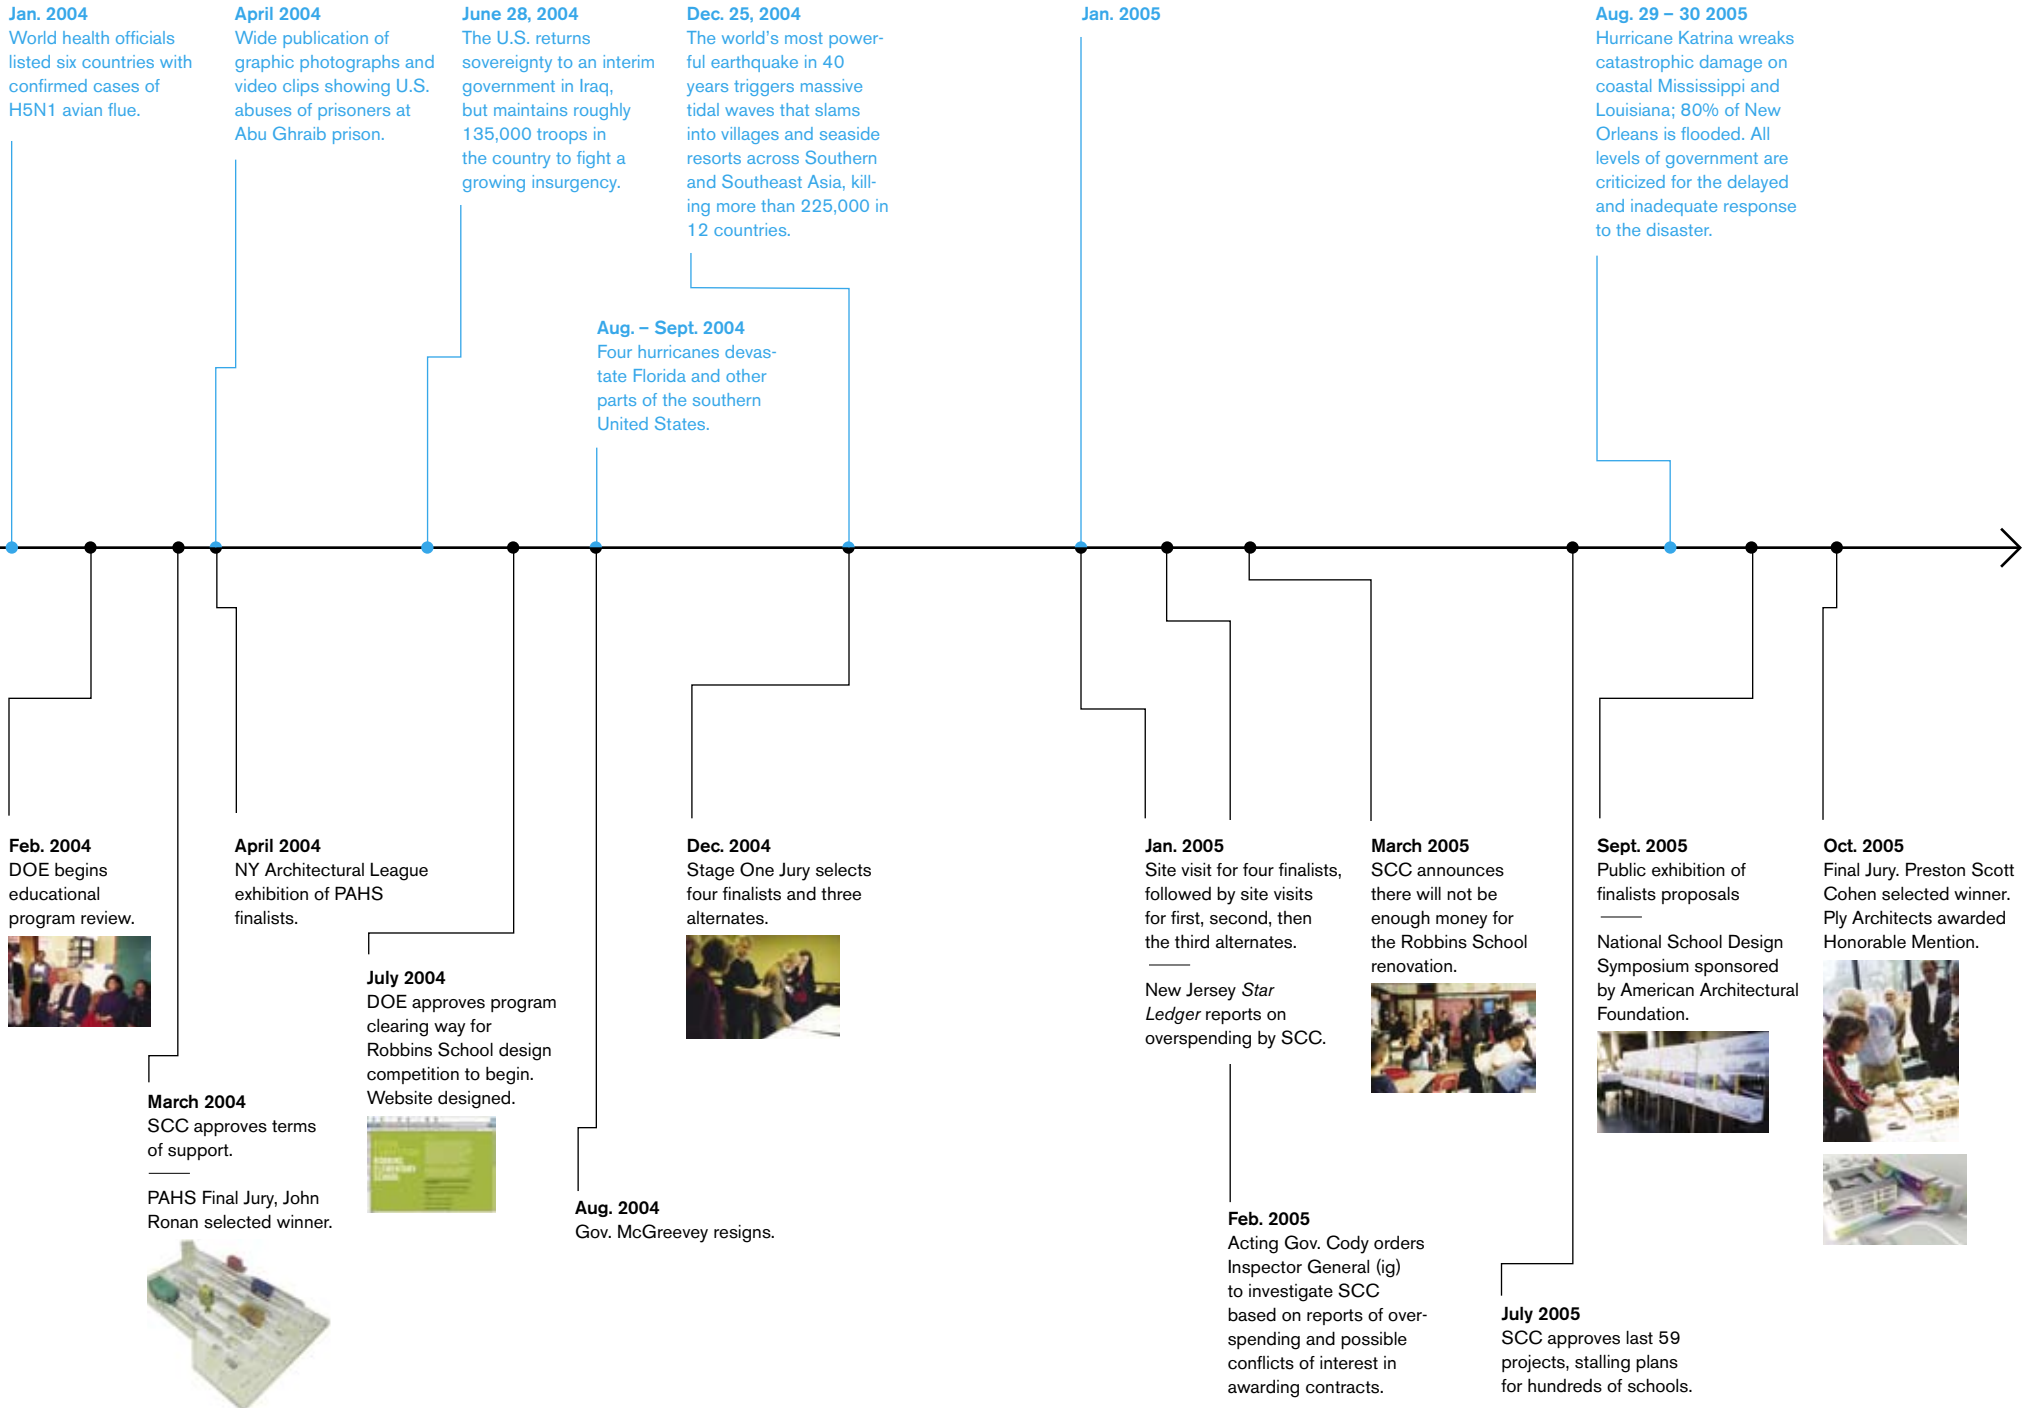 Jan. 2004
World health officials
listed six countries with
confirmed cases of
H5N1 avian flue.
April 2004
Wide publication of
graphic photographs and
video clips showing U.S.
abuses of prisoners at
Abu Ghraib prison.
June 28, 2004
The U.S. returns
sovereignty to an interim
government in Iraq,
but maintains roughly
135,000 troops in
the country to fight a
growing insurgency.
Aug. – Sept. 2004
Four hurricanes devas-
tate Florida and other
parts of the southern
United States.
Dec. 25, 2004
The world's most power-
ful earthquake in 40
years triggers massive
tidal waves that slams
into villages and seaside
resorts across Southern
and Southeast Asia, kill-
ing more than 225,000 in
12 countries.
Jan. 2005
Aug. 29 – 30 2005
Hurricane Katrina wreaks
catastrophic damage on
coastal Mississippi and
Louisiana; 80% of New
Orleans is flooded. All
levels of government are
criticized for the delayed
and inadequate response
to the disaster.
Feb. 2004
DOE begins
educational
program review.
March 2004
SCC approves terms
of support.
PAHS Final Jury, John
Ronan selected winner.
April 2004
NY Architectural League
exhibition of PAHS
finalists.
July 2004
DOE approves program
clearing way for
Robbins School design
competition to begin.
Website designed.
Aug. 2004
Gov. McGreevey resigns.
Dec. 2004
Stage One Jury selects
four finalists and three
alternates.
Jan. 2005
Site visit for four finalists,
followed by site visits
for first, second, then
the third alternates.
New Jersey Star
Ledger reports on
overspending by SCC.
Feb. 2005
Acting Gov. Cody orders
Inspector General (ig)
to investigate SCC
based on reports of over-
spending and possible
conflicts of interest in
awarding contracts.
March 2005
SCC announces
there will not be
enough money for
the Robbins School
renovation.
July 2005
SCC approves last 59
projects, stalling plans
for hundreds of schools.
Sept. 2005
Public exhibition of
finalists proposals
National School Design
Symposium sponsored
by American Architectural
Foundation.
Oct. 2005
Final Jury. Preston Scott
Cohen selected winner.
Ply Architects awarded
Honorable Mention.